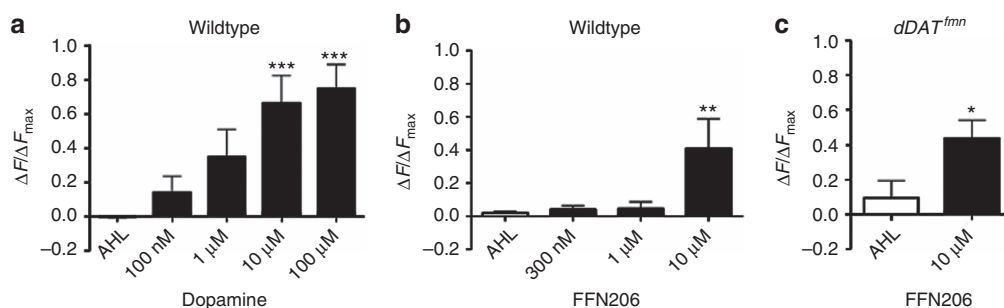 a
Wildtype
ΔF/ΔFmax
1.0
0.8
0.6
0.4
0.2
0.0
–0.2
***
***
AHL
100 nM
1 μM
10 μM
100 μM
Dopamine
b
Wildtype
ΔF/ΔFmax
1.0
0.8
0.6
0.4
0.2
0.0
–0.2
**
AHL
300 nM
1 μM
10 μM
FFN206
c
dDATfmn
ΔF/ΔFmax
1.0
0.8
0.6
0.4
0.2
0.0
–0.2
*
AHL
10 μM
FFN206